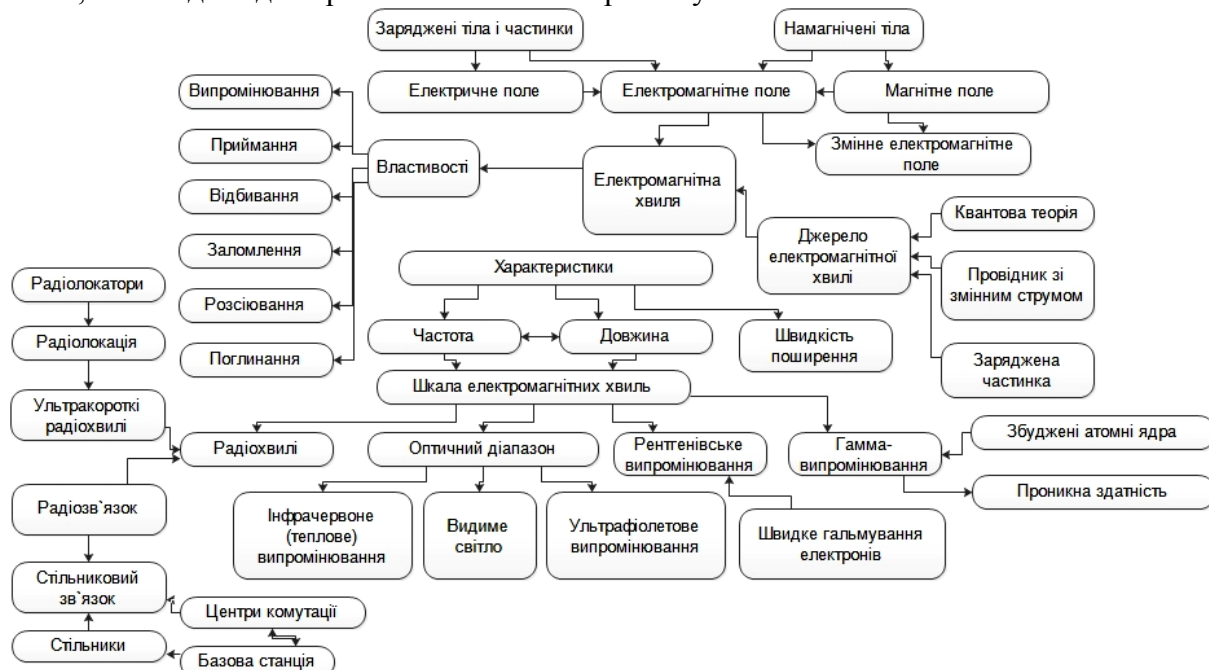 Заряджені тіла і частинки
Намагнічені тіла
Випромінювання
Електричне поле
Електромагнітне поле
Магнітне поле
Приймання
Змінне електромагнітне
поле
Властивості
Електромагнітна
хвиля
Відбивання
Квантова теорія
Джерело
електромагнітної
хвилі
Заломлення
Характеристики
Провідник зі
змінним струмом
Радіолокатори
Розсіювання
Радіолокація
Частота
Довжина
Швидкість
поширення
Поглинання
Заряджена
частинка
Шкала електромагнітних хвиль
Ультракороткі
радіохвилі
Радіохвилі
Оптичний діапазон
Рентгенівське
випромінювання
Гамма-
випромінювання
Збуджені атомні ядра
Проникна здатність
Радіозв`язок
Інфрачервоне
(теплове)
випромінювання
Видиме
світло
Ультрафіолетове
випромінювання
Швидке гальмування
електронів
Стільниковий
зв`язок
Центри комутації
Стільники
Базова станція